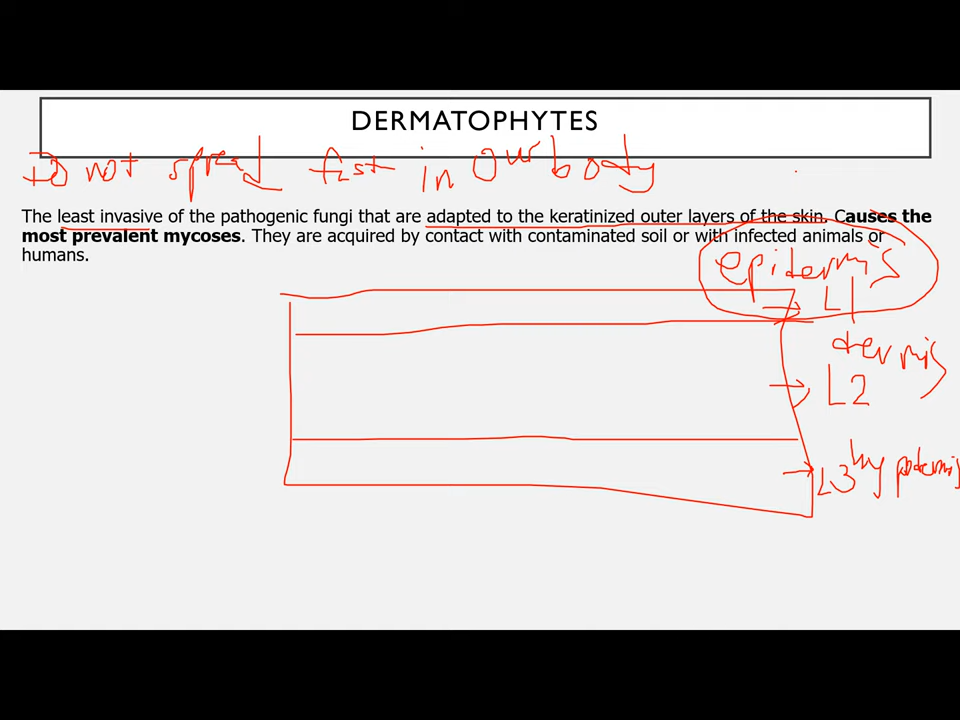 DERMATOPHYTES
Do not spread fast in our body
The least invasive of the pathogenic fungi that are adapted to the keratinized outer layers of the skin. Causes the
most prevalent mycoses. They are acquired by contact with contaminated soil or with infected animals or
humans.
epidermis
L1
dermis
L2
hypodermis
L3